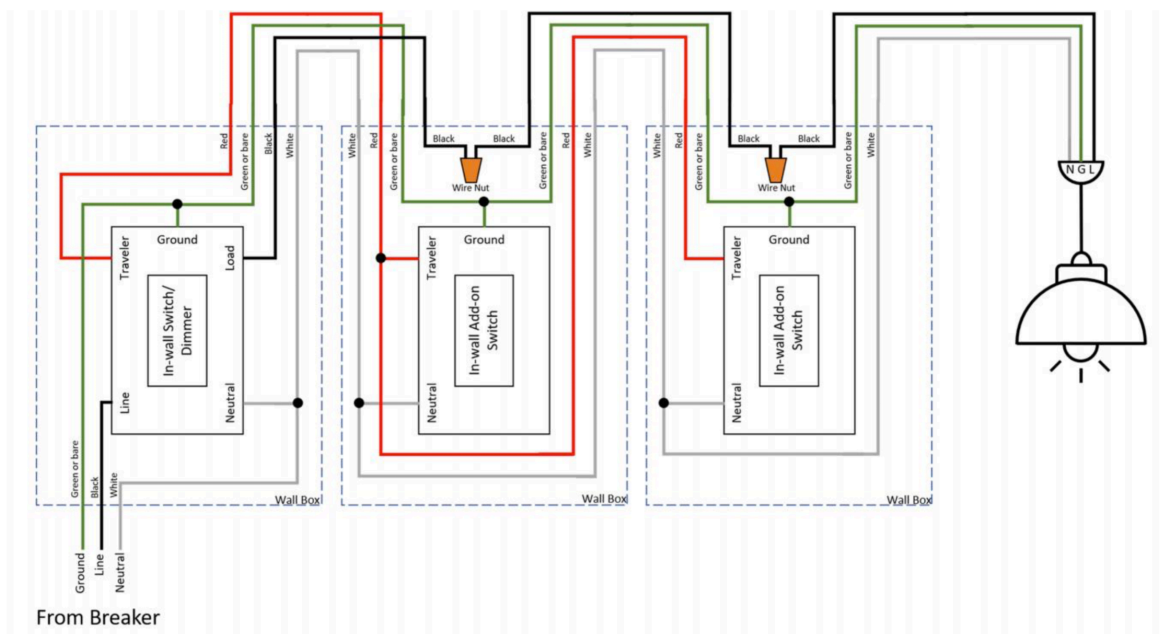 Red
Green or bare
Black
White
White
Red
Green or bare
Black
Black
Green or bare
Red
White
White
Red
Green or bare
Black
Black
Green or bare
White
Wire Nut
Wire Nut
N G L
Ground
Traveler
Load
In-wall Switch/
Dimmer
Line
Neutral
Ground
Traveler
In-wall Add-on
Switch
Neutral
Ground
Traveler
In-wall Add-on
Switch
Neutral
Green or bare
Black
White
Wall Box
Wall Box
Wall Box
Ground
Line
Neutral
From Breaker